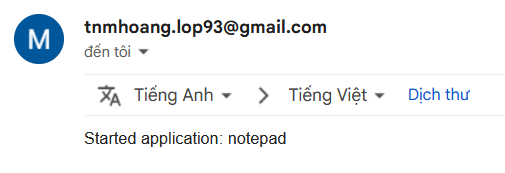 M
tnmhoang.lop93@gmail.com
đến tôi
Tiếng Anh > Tiếng Việt Dịch thư
Started application: notepad